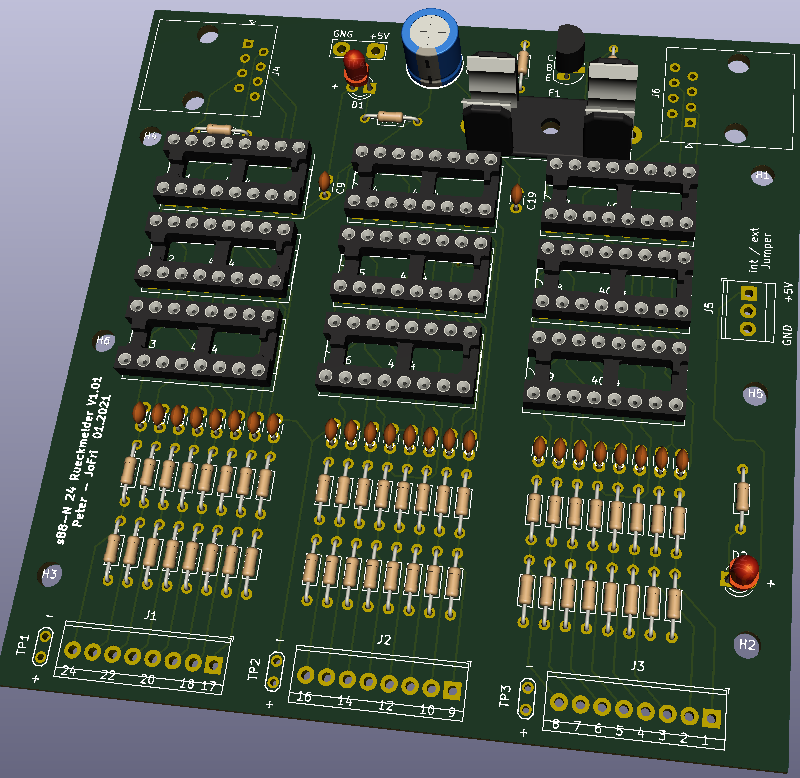 GNG +5V
+
D1
J4
C
B
E
F1
J6
H4
C9
C19
H1
int / ext
Jumper
J5
+5V
GND
H6
H5
s88-N 24 Rueckmelder V1.01
Peter - JoFri 01.2021
+
H3
H2
TP1
-
+
J1
24 22 20 18 17
TP2
-
+
J2
16 14 12 10 9
TP3
-
+
J3
8 7 6 5 4 3 2 1